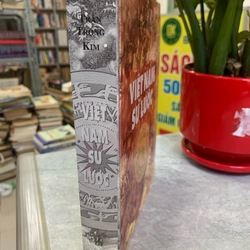 TRẦN
TRỌNG
KIM
VIỆT
NAM
SỬ
LƯỢC
VIỆT NAM
SỬ LƯỢC
SÁC
50
GIẢM